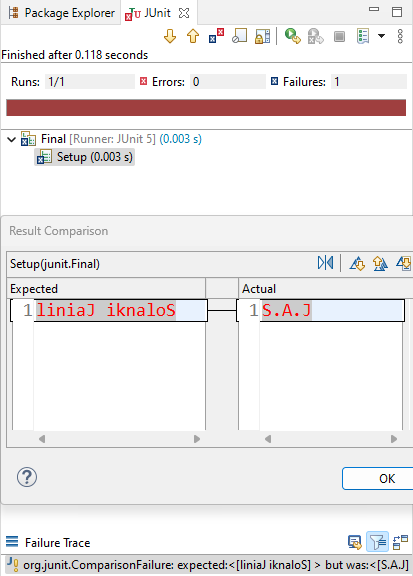 Package Explorer JUnit
Finished after 0.118 seconds
Runs: 1/1 Errors: 0 Failures: 1
Final [Runner: JUnit 5] (0.003 s)
Setup (0.003 s)
Result Comparison
Setup(junit.Final)
Expected Actual
1 liniaJ iknaloS 1 S.A.J
OK
Failure Trace
org.junit.ComparisonFailure: expected:<[liniaJ iknaloS] > but was:<[S.A.J]